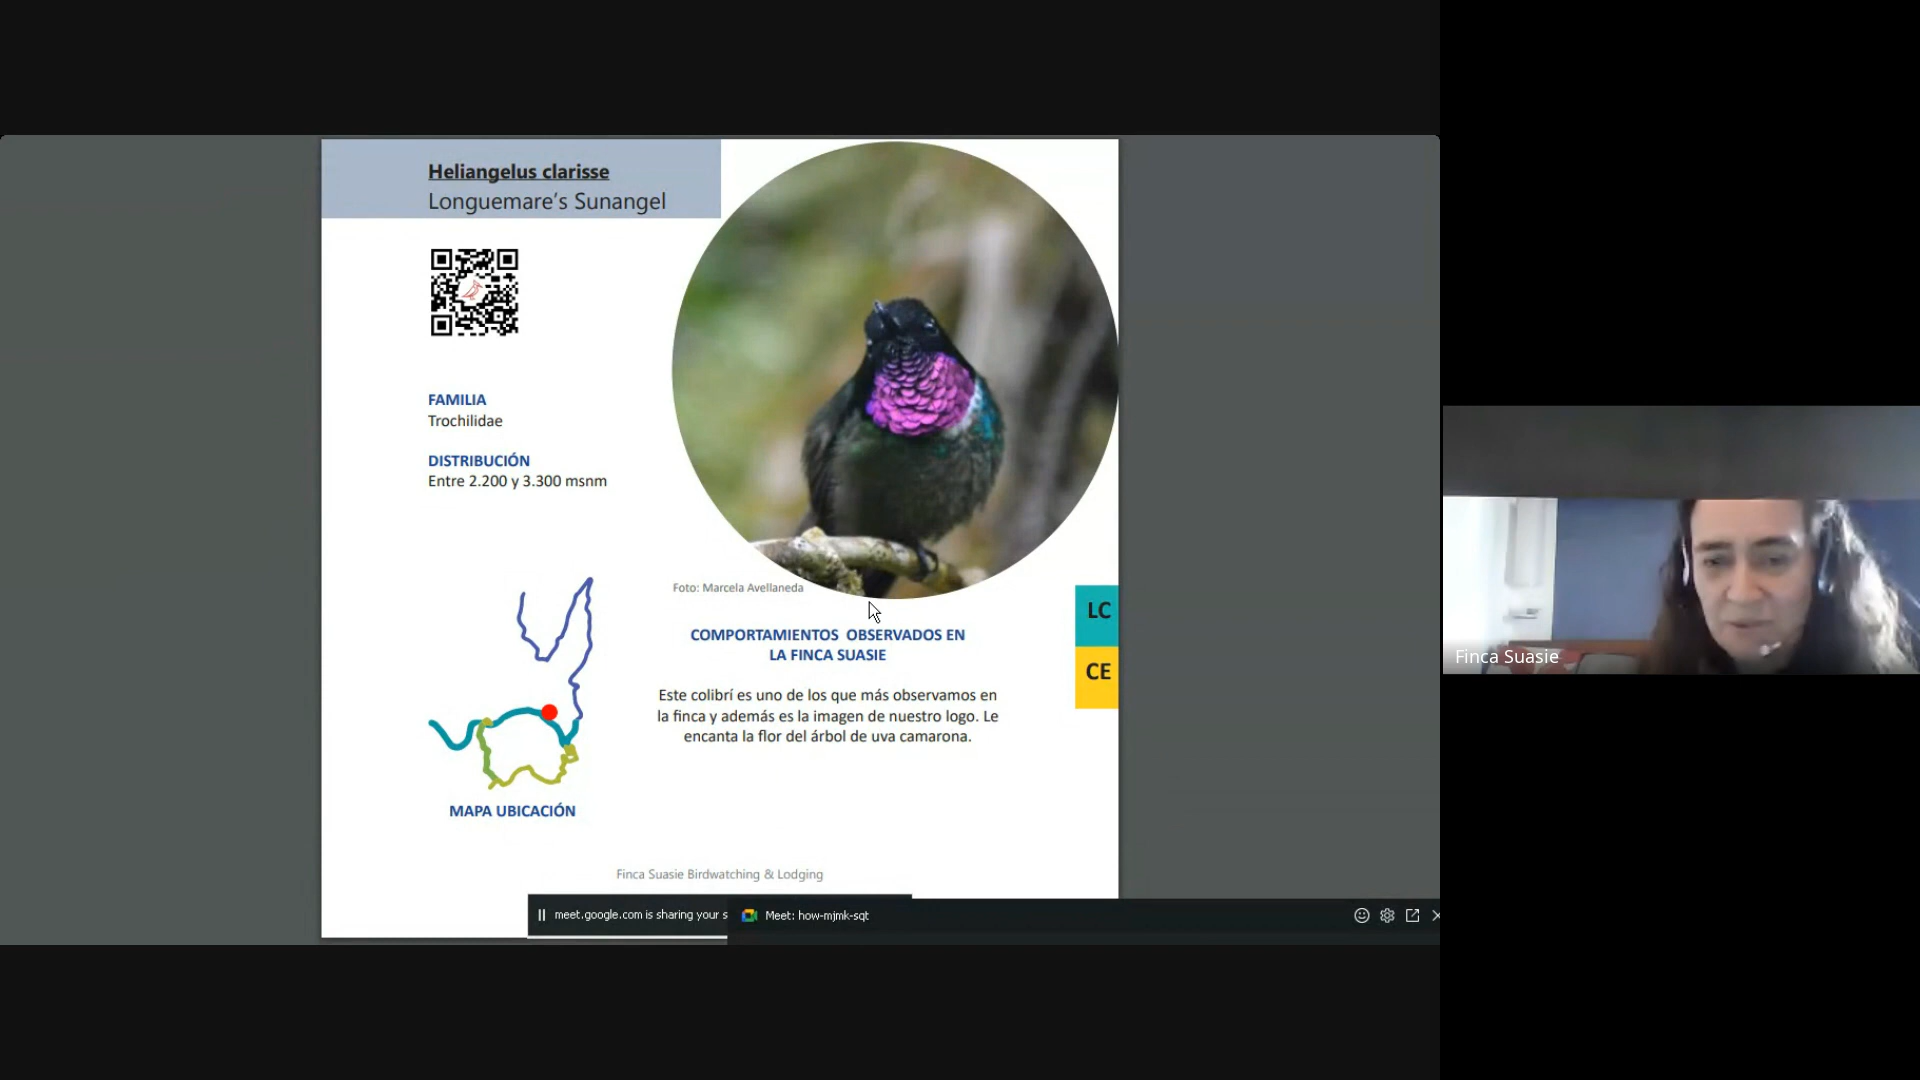 Heliangelus clarisse
Longuemare’s Sunangel
FAMILIA
Trochilidae
DISTRIBUCIÓN
Entre 2.200 y 3.300 msnm
Foto: Marcela Avellaneda
LC
CE
COMPORTAMIENTOS OBSERVADOS EN
LA FINCA SUASIE
Este colibrí es uno de los que más observamos en
la finca y además es la imagen de nuestro logo. Le
encanta la flor del árbol de uva camarona.
MAPA UBICACIÓN
Finca Suasie Birdwatching & Lodging
meet.google.com is sharing your s
Meet: how-mjmk-sqt
Finca Suasie